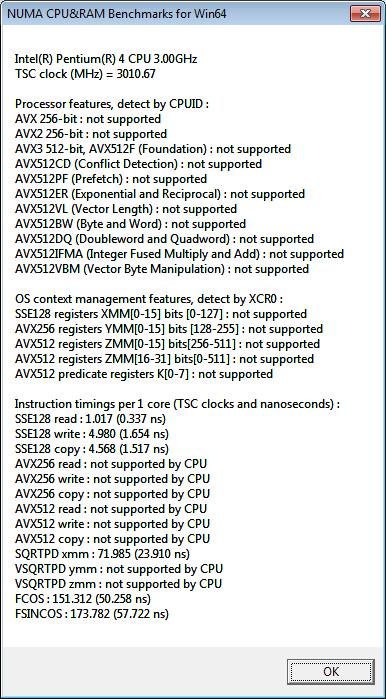 NUMA CPU&RAM Benchmarks for Win64
Intel(R) Pentium(R) 4 CPU 3.00GHz
TSC clock (MHz) = 3010.67
Processor features, detect by CPUID :
AVX 256-bit : not supported
AVX2 256-bit : not supported
AVX3 512-bit, AVX512F (Foundation) : not supported
AVX512CD (Conflict Detection) : not supported
AVX512PF (Prefetch) : not supported
AVX512ER (Exponential and Reciprocal) : not supported
AVX512VL (Vector Length) : not supported
AVX512BW (Byte and Word) : not supported
AVX512DQ (Doubleword and Quadword) : not supported
AVX512IFMA (Integer Fused Multiply and Add) : not supported
AVX512VBM (Vector Byte Manipulation) : not supported
OS context management features, detect by XCR0 :
SSE128 registers XMM[0-15] bits [0-127] : not supported
AVX256 registers YMM[0-15] bits [128-255] : not supported
AVX512 registers ZMM[0-15] bits[256-511] : not supported
AVX512 registers ZMM[16-31] bits[0-511] : not supported
AVX512 predicate registers K[0-7] : not supported
Instruction timings per 1 core (TSC clocks and nanoseconds) :
SSE128 read : 1.017 (0.337 ns)
SSE128 write : 4.980 (1.654 ns)
SSE128 copy : 4.568 (1.517 ns)
AVX256 read : not supported by CPU
AVX256 write : not supported by CPU
AVX256 copy : not supported by CPU
AVX512 read : not supported by CPU
AVX512 write : not supported by CPU
AVX512 copy : not supported by CPU
SQRTPD xmm : 71.985 (23.910 ns)
VSQRTPD ymm : not supported by CPU
VSQRTPD zmm : not supported by CPU
FCOS : 151.312 (50.258 ns)
FSINCOS : 173.782 (57.722 ns)
OK